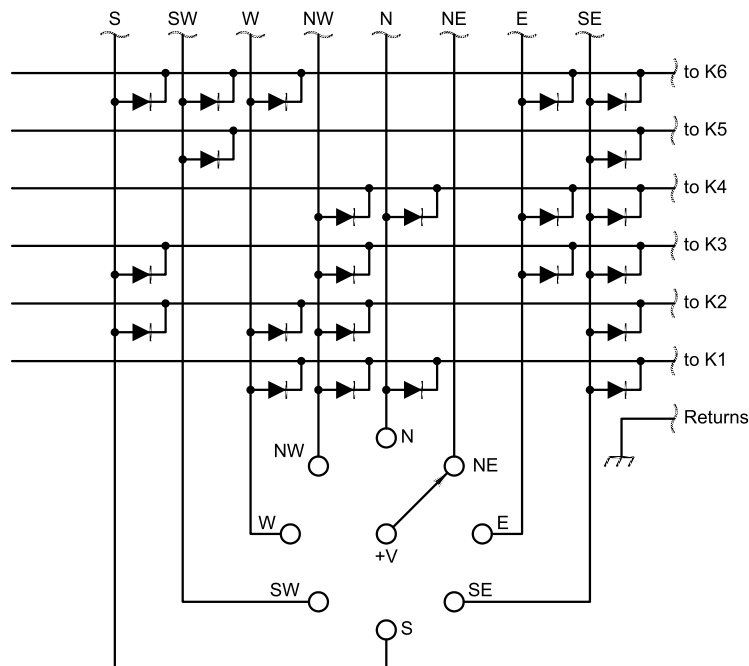 S SW W NW N NE E SE
to K6
to K5
to K4
to K3
to K2
to K1
Returns
N
NW
NE
W
E
+V
SW
SE
S